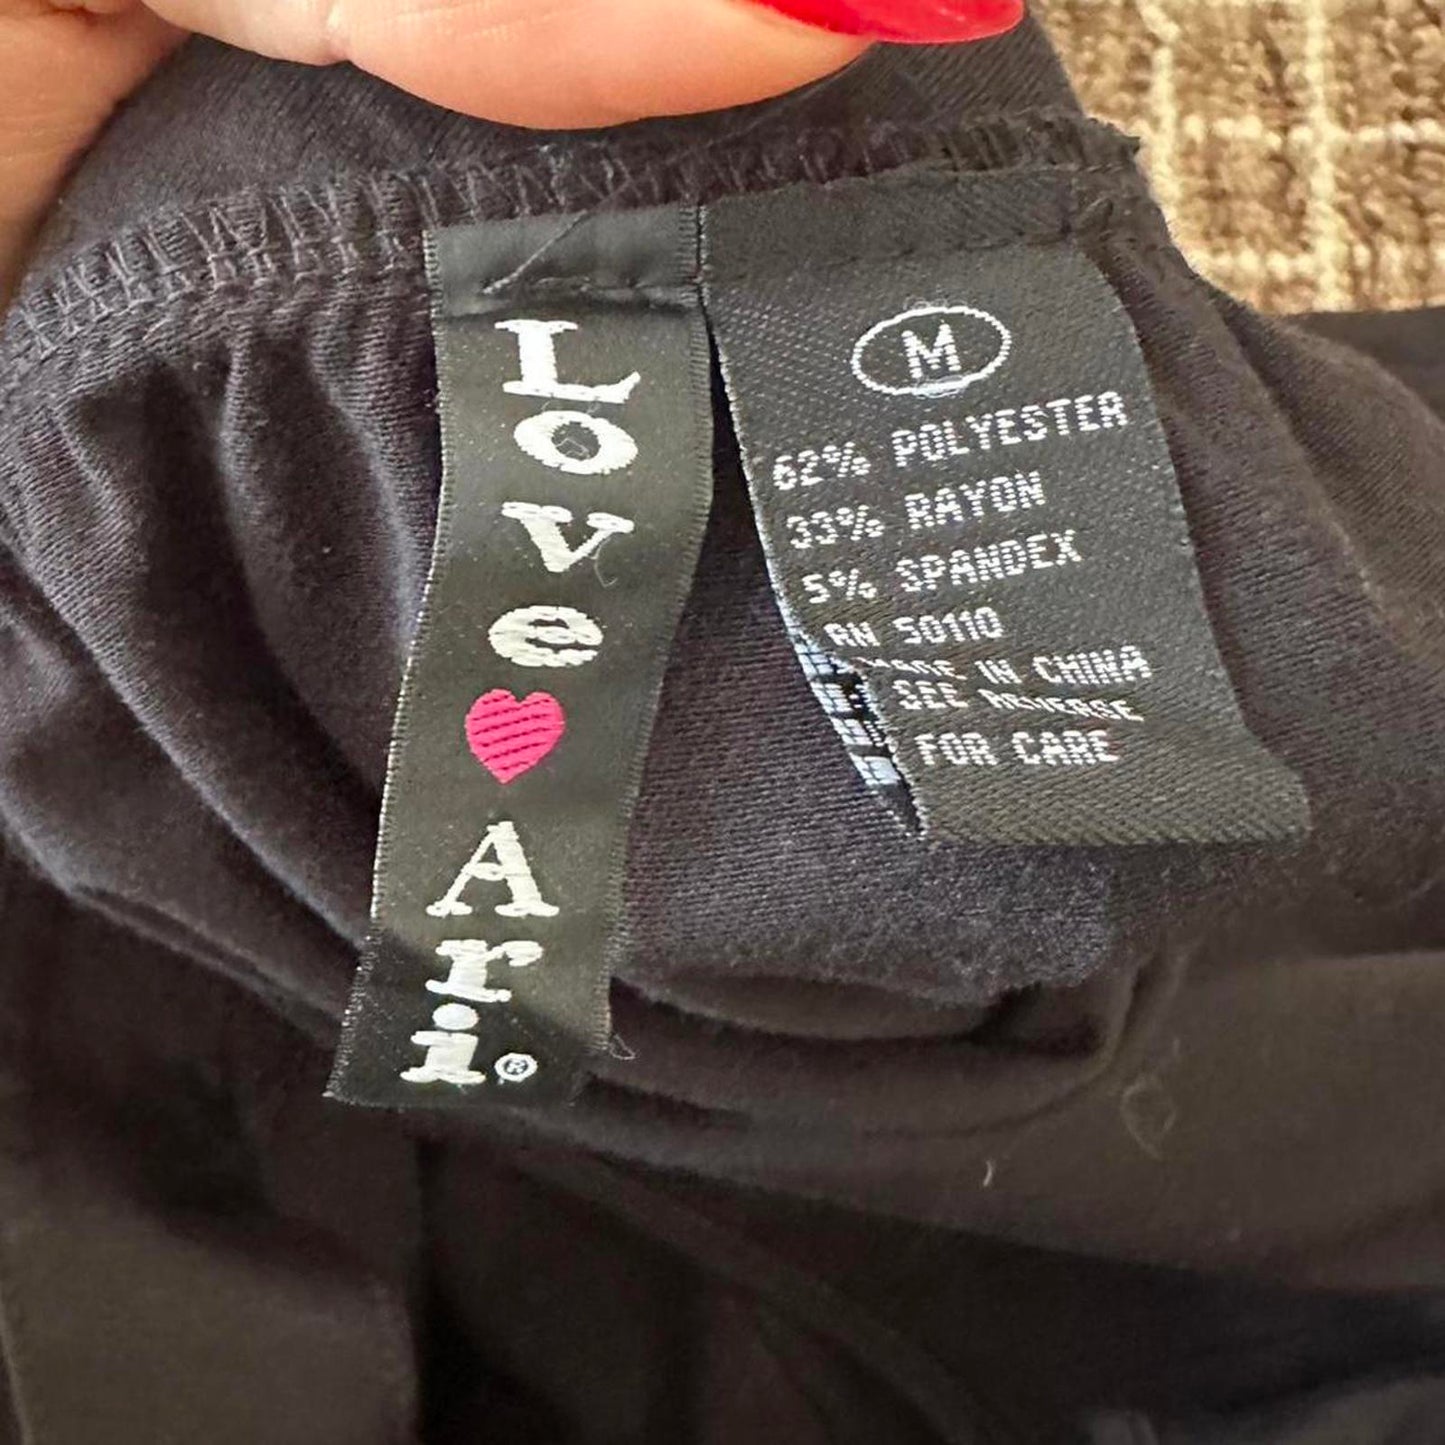 Love
Ari®
M
62% POLYESTER
33% RAYON
5% SPANDEX
RN 50110
MADE IN CHINA
SEE REVERSE
FOR CARE